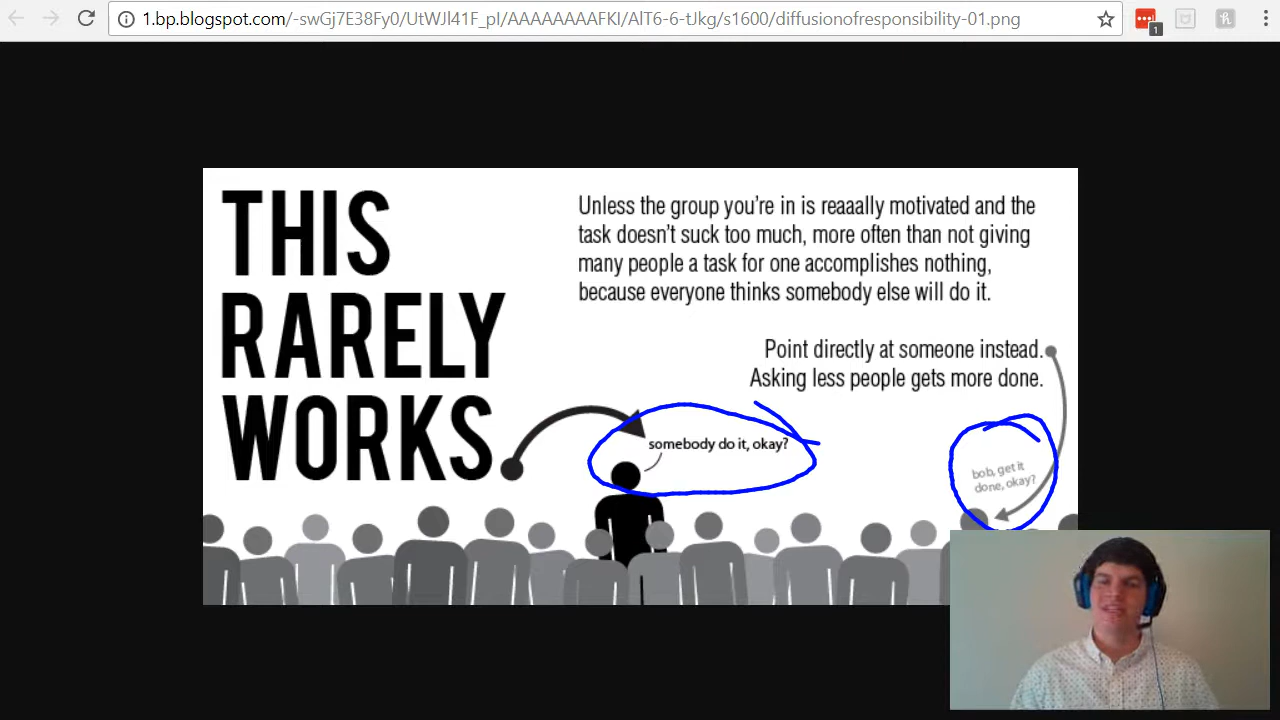 1.bp.blogspot.com/-swGj7E38Fy0/UtWJl41F_pI/AAAAAAAAFKI/AlT6-6-tJkg/s1600/diffusionofresponsibility-01.png
1
THIS
RARELY
WORKS
Unless the group you're in is reaaally motivated and the
task doesn't suck too much, more often than not giving
many people a task for one accomplishes nothing,
because everyone thinks somebody else will do it.
Point directly at someone instead.
Asking less people gets more done.
somebody do it, okay?
bob, get it
done, okay?